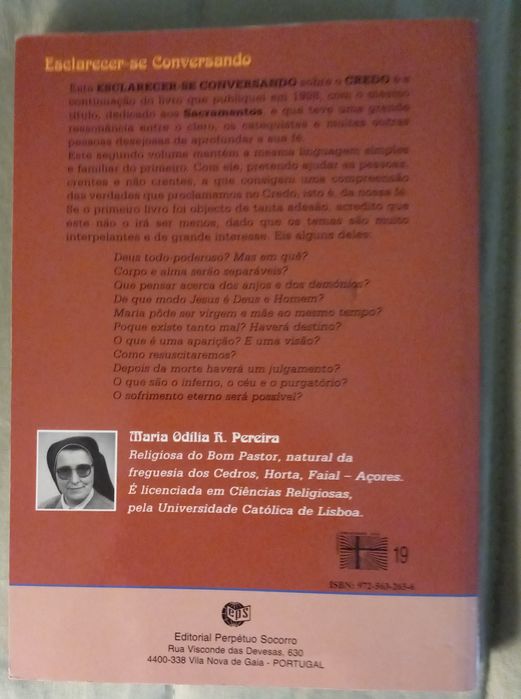 Esclarecer-se Conversando
Este ESCLARECER-SE CONVERSANDO sobre o CREDO é a
continuação do livro que publiquei em 1998, com o mesmo
título, dedicado aos Sacramentos, e que teve uma grande
ressonância entre o clero, os catequistas e muitas outras
pessoas desejosas de aprofundar a sua fé.
Este segundo volume mantém a mesma linguagem simples
e familiar do primeiro. Com ele, pretendo ajudar as pessoas,
crentes e não crentes, a que consigam uma compreensão
das verdades que proclamamos no Credo, isto é, da nossa fé.
Se o primeiro livro foi objecto de tanta adesão, acredito que
este não o irá ser menos, dado que os temas são muito
interpelantes e de grande interesse. Eis alguns deles:
Deus todo-poderoso? Mas em quê?
Corpo e alma serão separáveis?
Que pensar acerca dos anjos e dos demónios?
De que modo Jesus é Deus e Homem?
Maria pôde ser virgem e mãe ao mesmo tempo?
Poque existe tanto mal? Haverá destino?
O que é uma aparição? E uma visão?
Como resuscitaremos?
Depois da morte haverá um julgamento?
O que são o inferno, o céu e o purgatório?
O sofrimento eterno será possível?
Maria Odília R. Pereira
Religiosa do Bom Pastor, natural da
freguesia dos Cedros, Horta, Faial – Açores.
É licenciada em Ciências Religiosas,
pela Universidade Católica de Lisboa.
19
ISBN: 972-563-265-6
eps
Editorial Perpétuo Socorro
Rua Visconde das Devesas, 630
4400-338 Vila Nova de Gaia - PORTUGAL